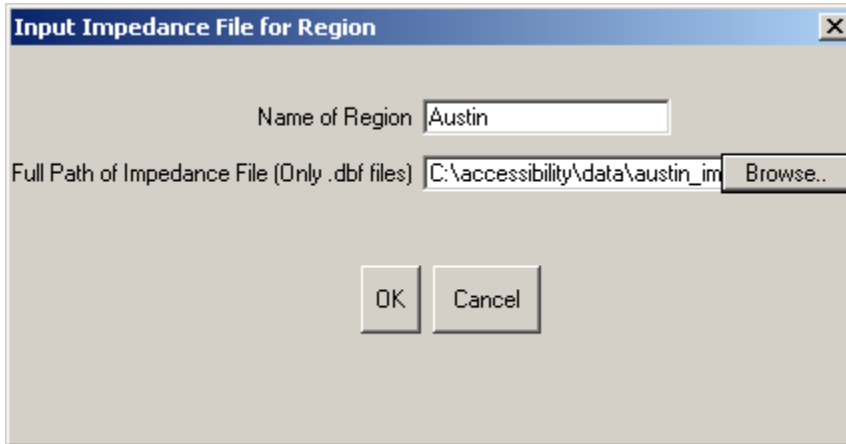 Input Impedance File for Region
Name of Region Austin
Full Path of Impedance File (Only .dbf files) C:\accessibility\data\austin_im Browse..
OK Cancel